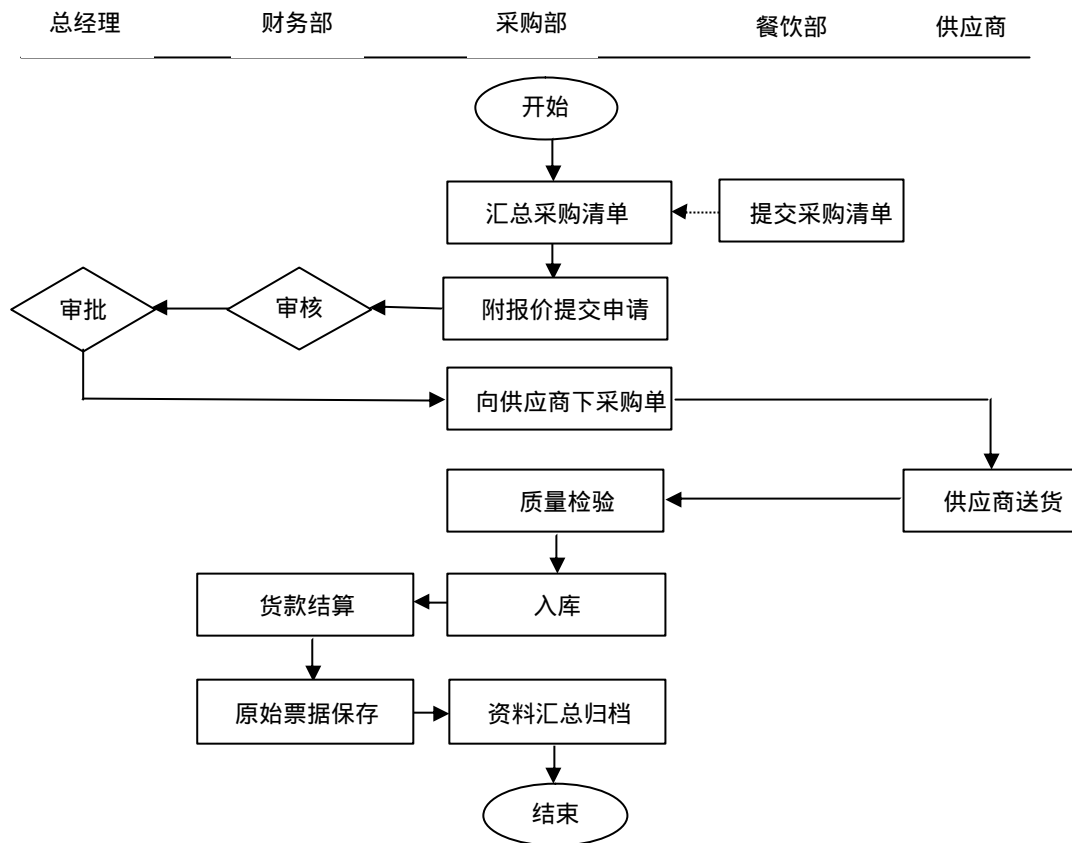 总经理
财务部
采购部
餐饮部
供应商
开始
汇总采购清单
提交采购清单
审批
审核
附报价提交申请
向供应商下采购单
质量检验
供应商送货
货款结算
入库
原始票据保存
资料汇总归档
结束